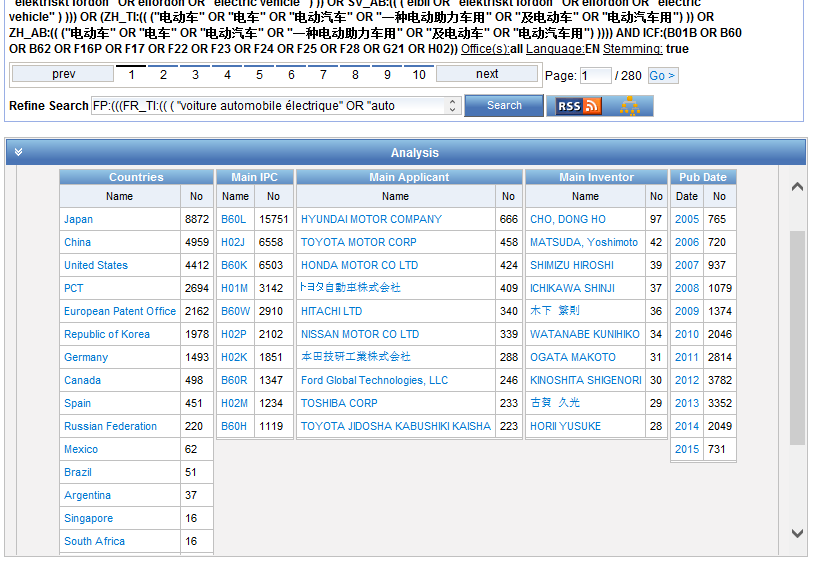 "elektriskt fordon" OR "elfordon" OR "electric vehicle" ) )) OR SV_AB:(( ( "elbil" OR "elektriskt fordon" OR "elfordon" OR "electric
vehicle" ) ))) OR (ZH_TI:(( ("电动车" OR "电车" OR "电动汽车" OR "一种电动助力车用" OR "及电动车" OR "电动汽车用") )) OR
ZH_AB:(( ("电动车" OR "电车" OR "电动汽车" OR "一种电动助力车用" OR "及电动车" OR "电动汽车用") )))) AND ICF:(B01B OR B60
OR B62 OR F16P OR F17 OR F22 OR F23 OR F24 OR F25 OR F28 OR G21 OR H02)) Office(s):all Language:EN Stemming: true
prev 1 2 3 4 5 6 7 8 9 10 next Page: 1 / 280 Go >
Refine Search FP:(((FR_TI:(( ( "voiture automobile électrique" OR "auto Search RSS
Analysis
Countries Main IPC Main Applicant Main Inventor Pub Date
Name No Name No Name No Name No Date No
Japan 8872 B60L 15751 HYUNDAI MOTOR COMPANY 666 CHO, DONG HO 97 2005 765
China 4959 H02J 6558 TOYOTA MOTOR CORP 458 MATSUDA, Yoshimoto 42 2006 720
United States 4412 B60K 6503 HONDA MOTOR CO LTD 424 SHIMIZU HIROSHI 39 2007 937
PCT 2694 H01M 3142 トヨタ自動車株式会社 409 ICHIKAWA SHINJI 37 2008 1079
European Patent Office 2162 B60W 2910 HITACHI LTD 340 木下 繁則 36 2009 1374
Republic of Korea 1978 H02P 2102 NISSAN MOTOR CO LTD 339 WATANABE KUNIHIKO 34 2010 2046
Germany 1493 H02K 1851 本田技研工業株式会社 288 OGATA MAKOTO 31 2011 2814
Canada 498 B60R 1347 Ford Global Technologies, LLC 246 KINOSHITA SHIGENORI 30 2012 3782
Spain 451 H02M 1234 TOSHIBA CORP 233 古賀 久光 29 2013 3352
Russian Federation 220 B60H 1119 TOYOTA JIDOSHA KABUSHIKI KAISHA 223 HORII YUSUKE 28 2014 2049
Mexico 62 2015 731
Brazil 51
Argentina 37
Singapore 16
South Africa 16